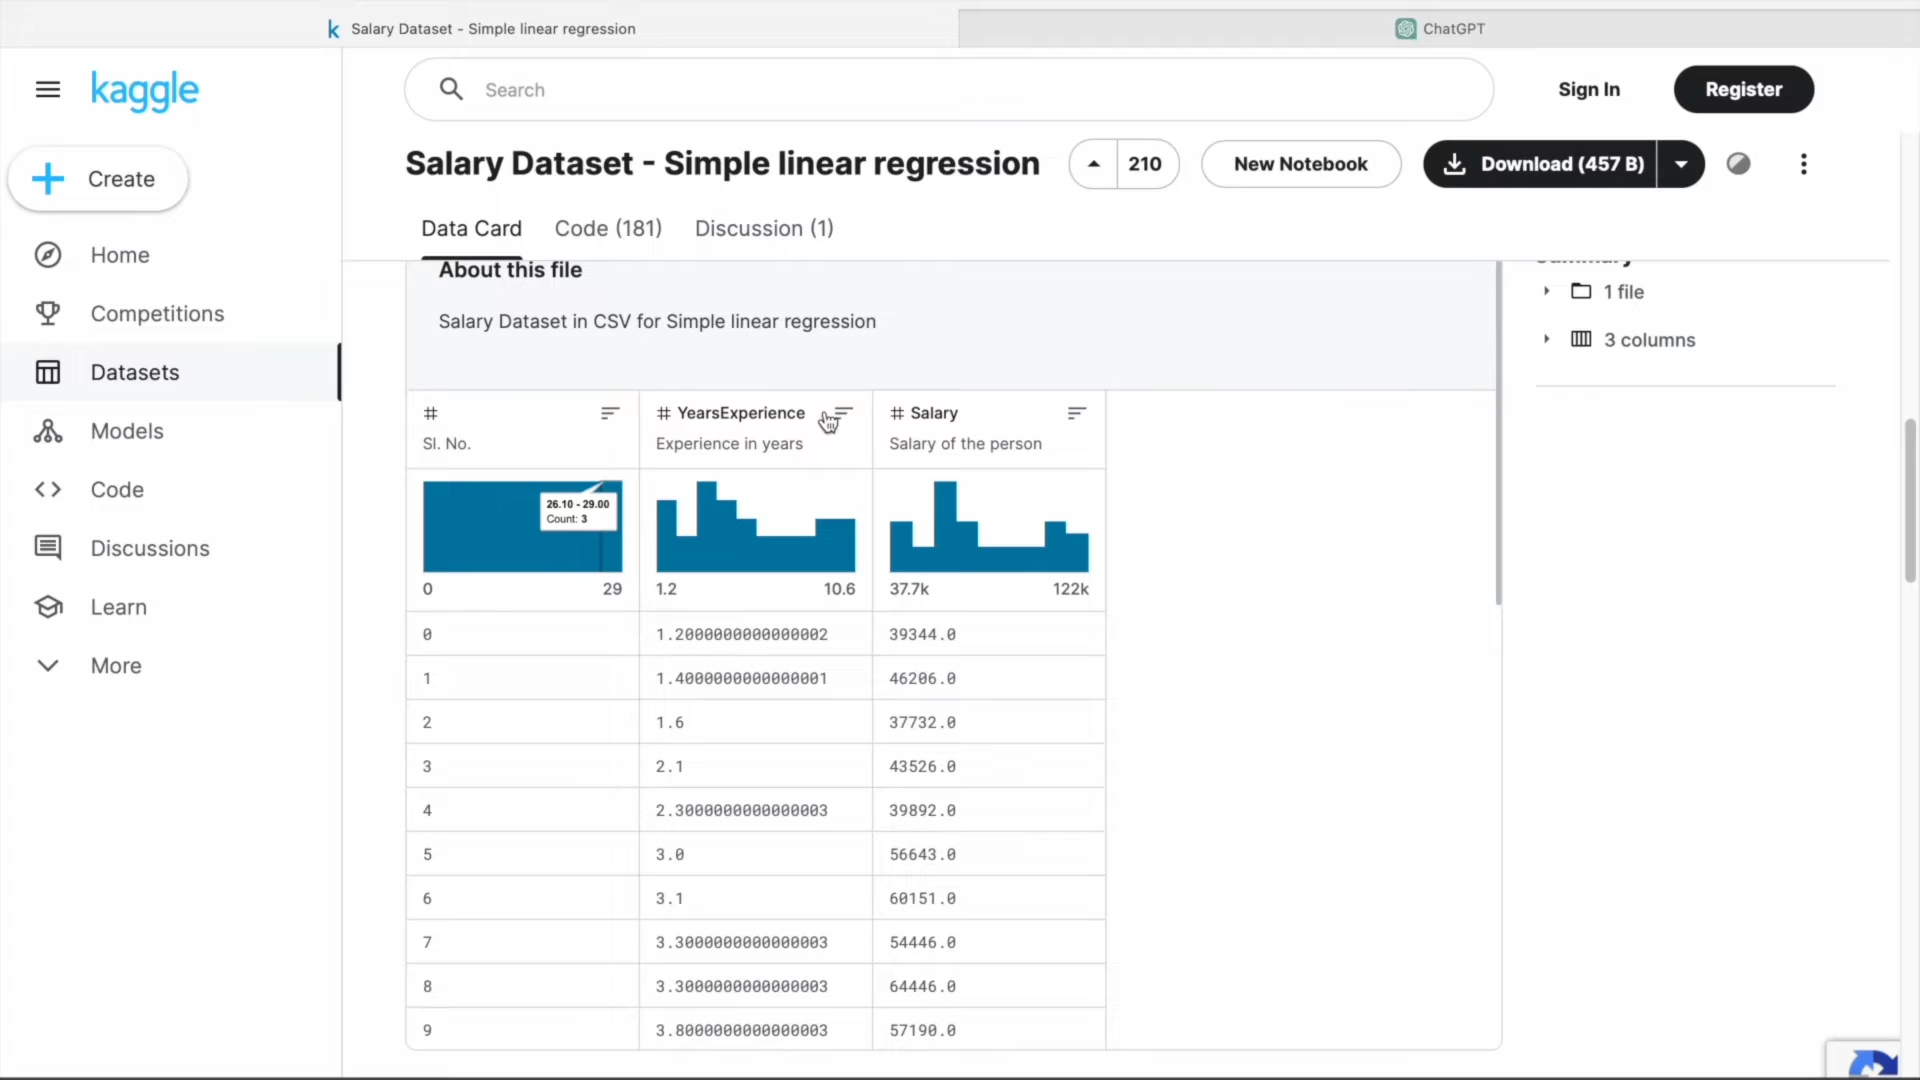 Salary Dataset - Simple linear regression
ChatGPT
kaggle
Search
Sign In
Register
Create
Salary Dataset - Simple linear regression
210
New Notebook
Download (457 B)
Data Card
Code (181)
Discussion (1)
Home
Competitions
Datasets
Models
Code
Discussions
Learn
More
About this file
Salary Dataset in CSV for Simple linear regression
1 file
3 columns
# # YearsExperience # Salary
Sl. No. Experience in years Salary of the person
26.10 - 29.00
Count: 3
0 29 1.2 10.6 37.7k 122k
0 1.2000000000000002 39344.0
1 1.4000000000000001 46206.0
2 1.6 37732.0
3 2.1 43526.0
4 2.3000000000000003 39892.0
5 3.0 56643.0
6 3.1 60151.0
7 3.3000000000000003 54446.0
8 3.3000000000000003 64446.0
9 3.8000000000000003 57190.0